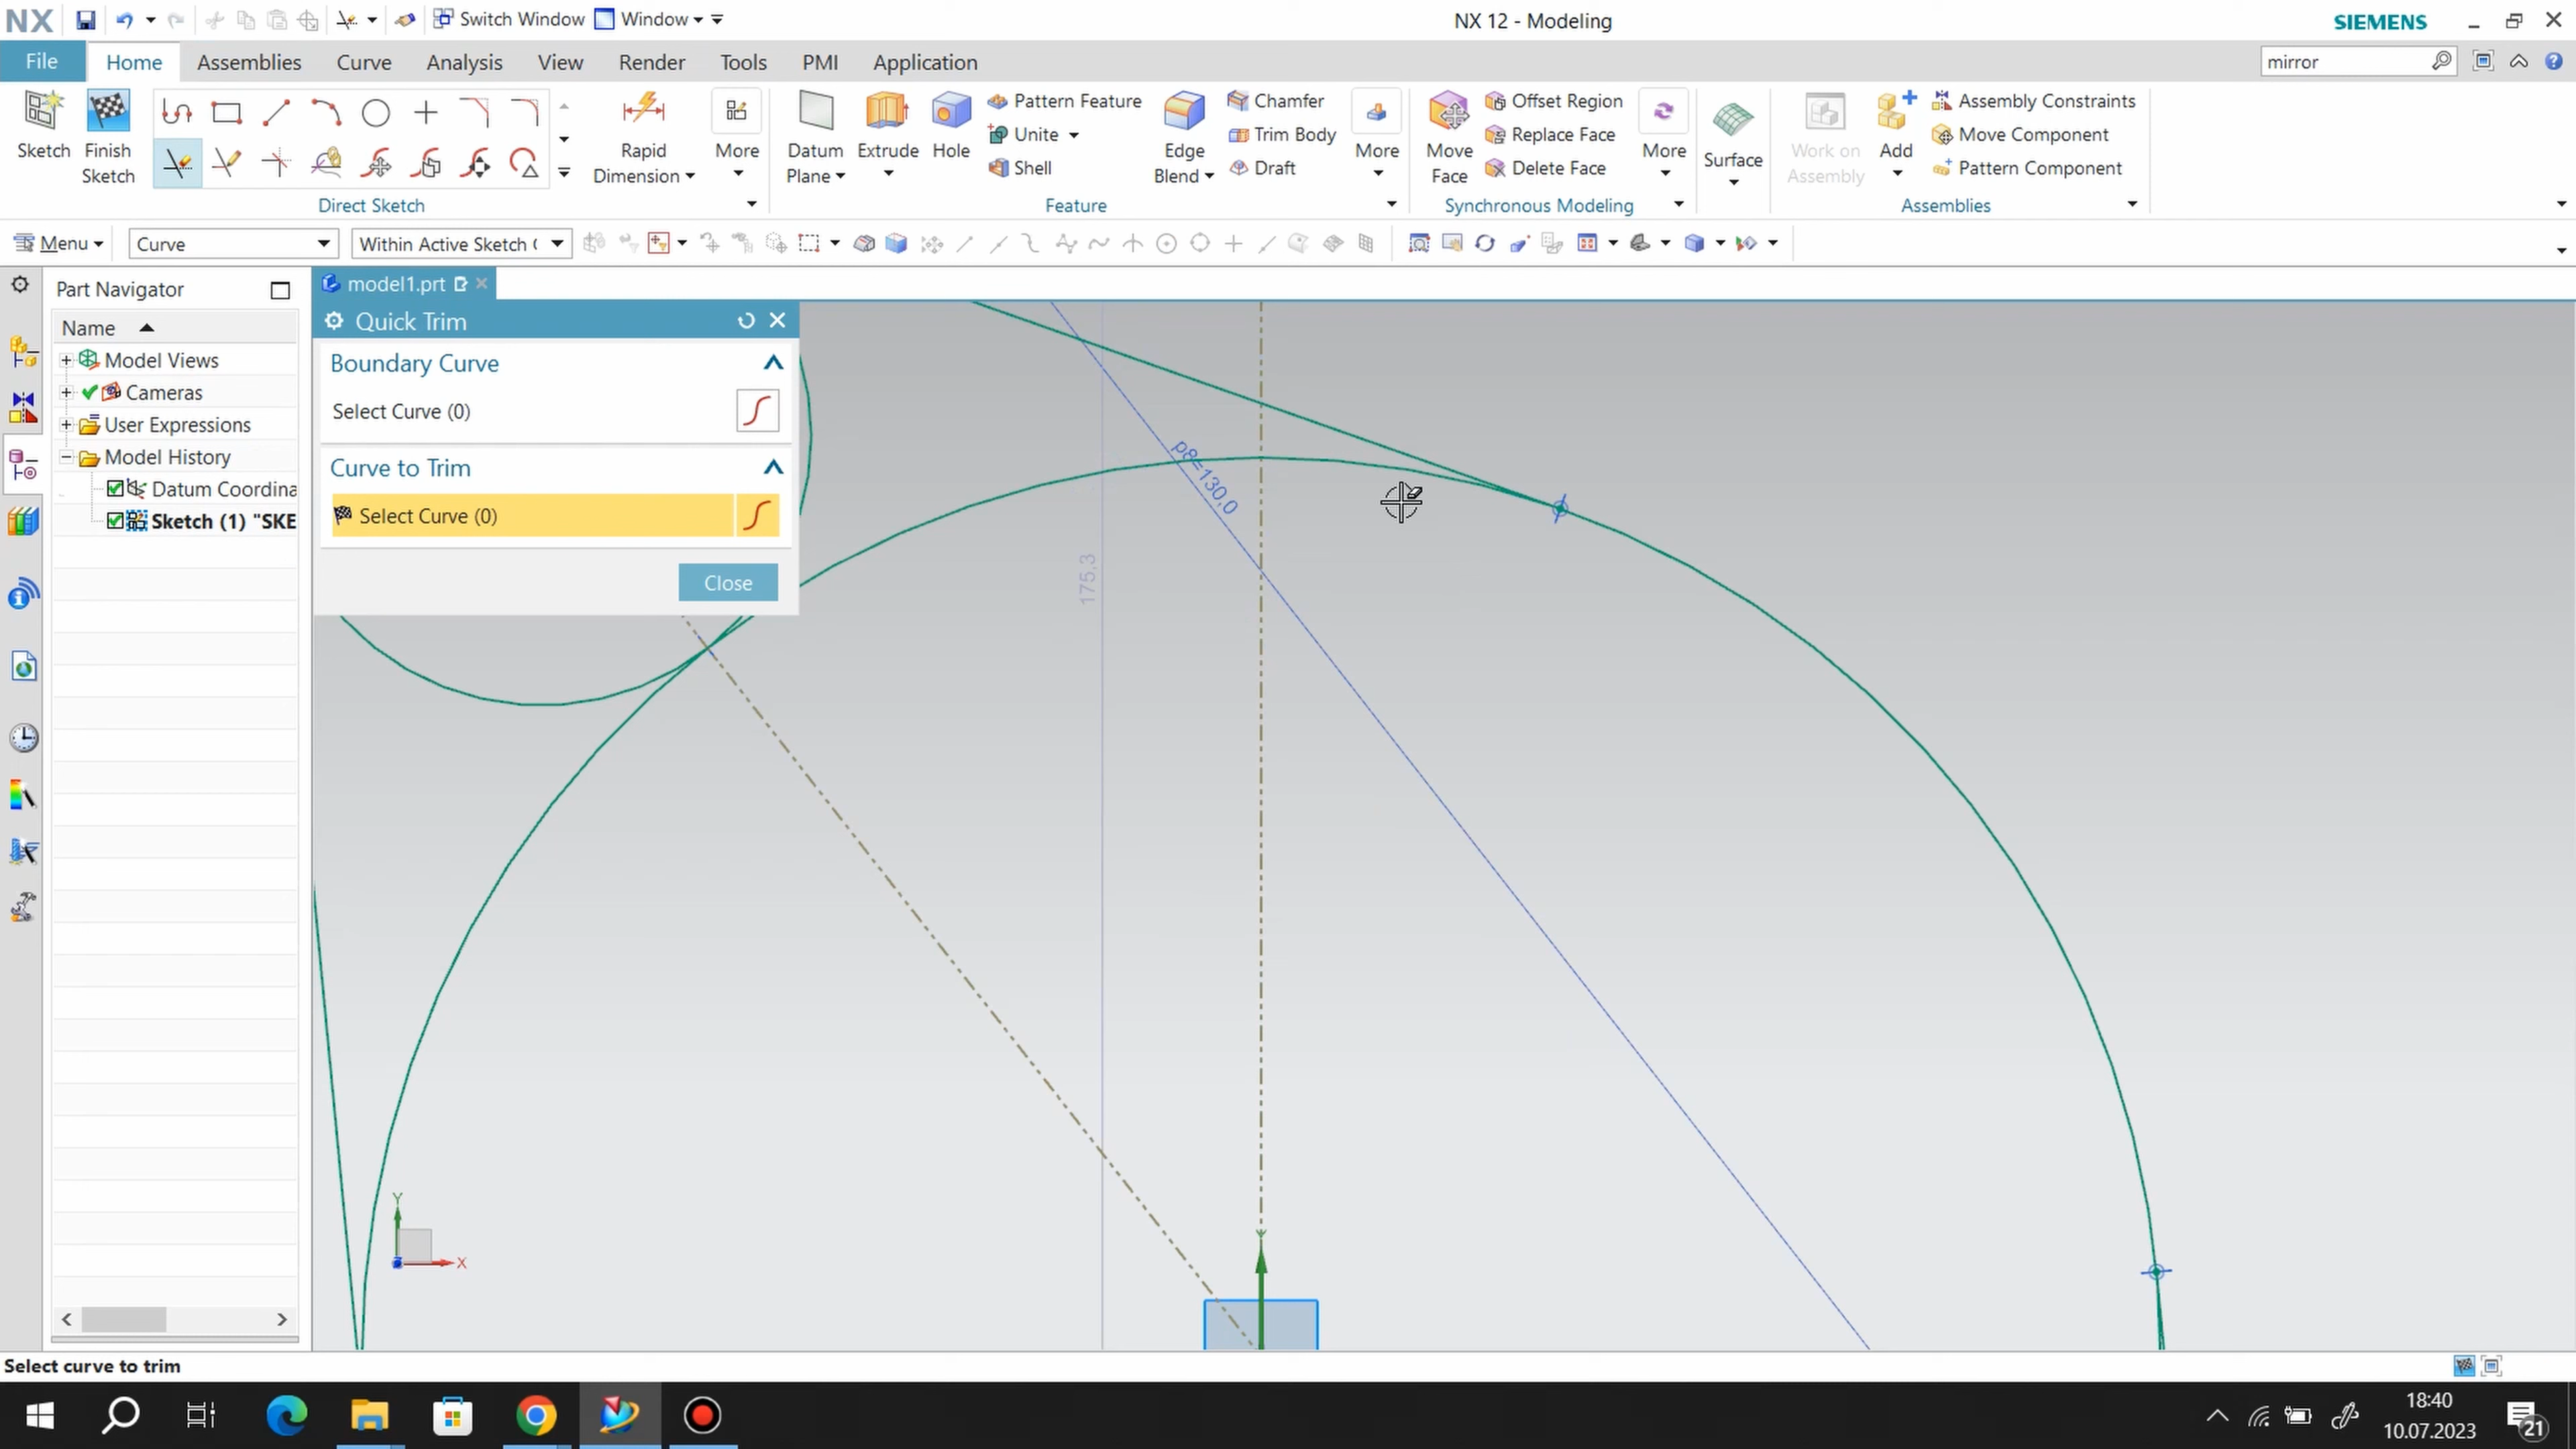 NX
Switch Window
Window
NX 12 - Modeling
SIEMENS
File
Home
Assemblies
Curve
Analysis
View
Render
Tools
PMI
Application
mirror
Sketch
Finish
Sketch
Rapid
Dimension
More
Direct Sketch
Datum
Plane
Extrude
Hole
Pattern Feature
Unite
Shell
Edge
Blend
Chamfer
Trim Body
Draft
More
Feature
Move
Face
Offset Region
Replace Face
Delete Face
More
Synchronous Modeling
Surface
Work on
Assembly
Add
Assembly Constraints
Move Component
Pattern Component
Assemblies
Menu
Curve
Within Active Sketch (
Part Navigator
Name
Model Views
Cameras
User Expressions
Model History
Datum Coordina
Sketch (1) "SKE
model1.prt
Quick Trim
Boundary Curve
Select Curve (0)
Curve to Trim
Select Curve (0)
Close
p8=130,0
175,3
Y
Y
X
Select curve to trim
18:40
10.07.2023
21